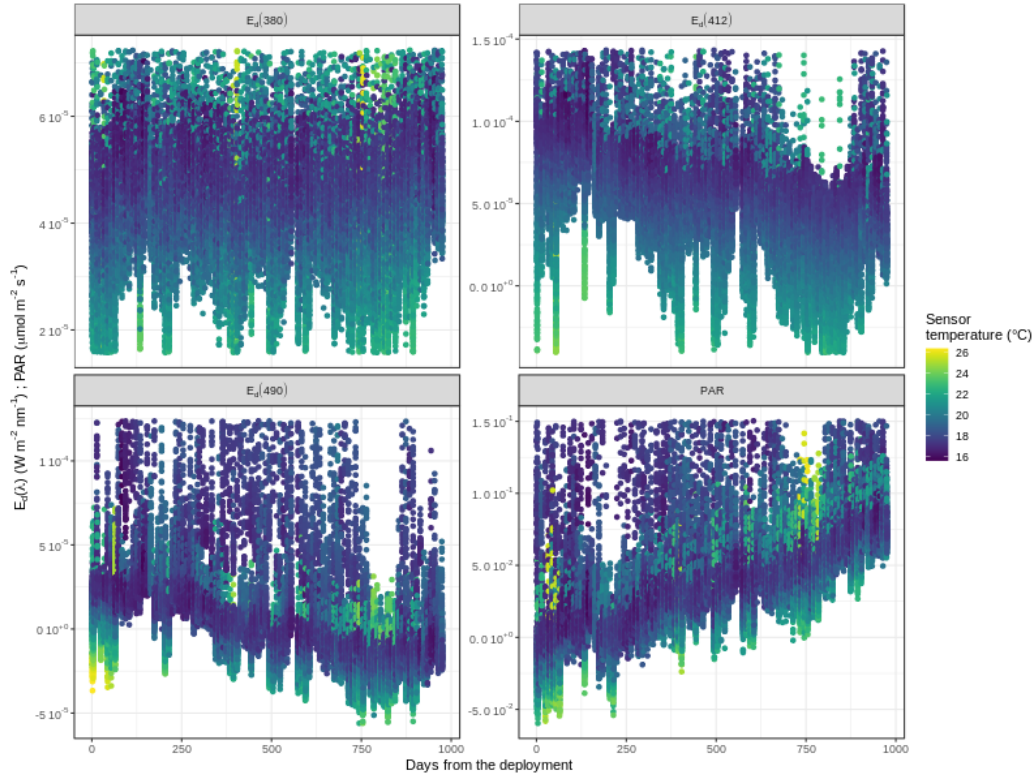 E_d(380)
E_d(412)
6 10^-5
4 10^-5
2 10^-5
1.5 10^-4
1.0 10^-4
5.0 10^-5
0.0 10^+0
E_d(490)
PAR
1 10^-4
5 10^-5
0 10^+0
-5 10^-5
1.5 10^-1
1.0 10^-1
5.0 10^-2
0.0 10^+0
-5.0 10^-2
0 250 500 750 1000
0 250 500 750 1000
Days from the deployment
E_d(λ) (W m^-2 nm^-1) ; PAR (μmol m^-2 s^-1)
Sensor
temperature (°C)
26
24
22
20
18
16